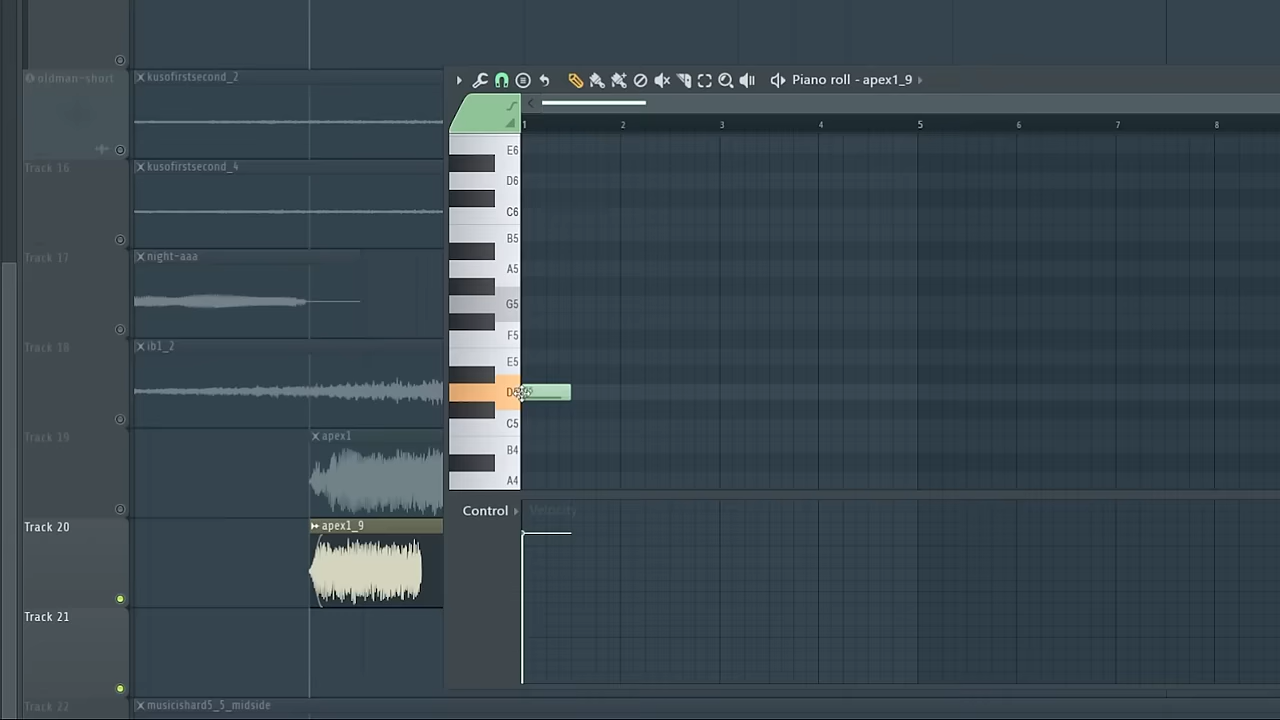 oldman-short
kusofirstsecond_2
Piano roll - apex1_9
1 2 3 4 5 6 7 8
Track 16
kusofirstsecond_4
E6
D6
C6
B5
Track 17
night-aaa
A5
G5
F5
Track 18
ib1_2
E5
C5
Track 19
apex1
B4
A4
Control
Velocity
Track 20
apex1_9
Track 21
Track 22
musicishard5_5_midside